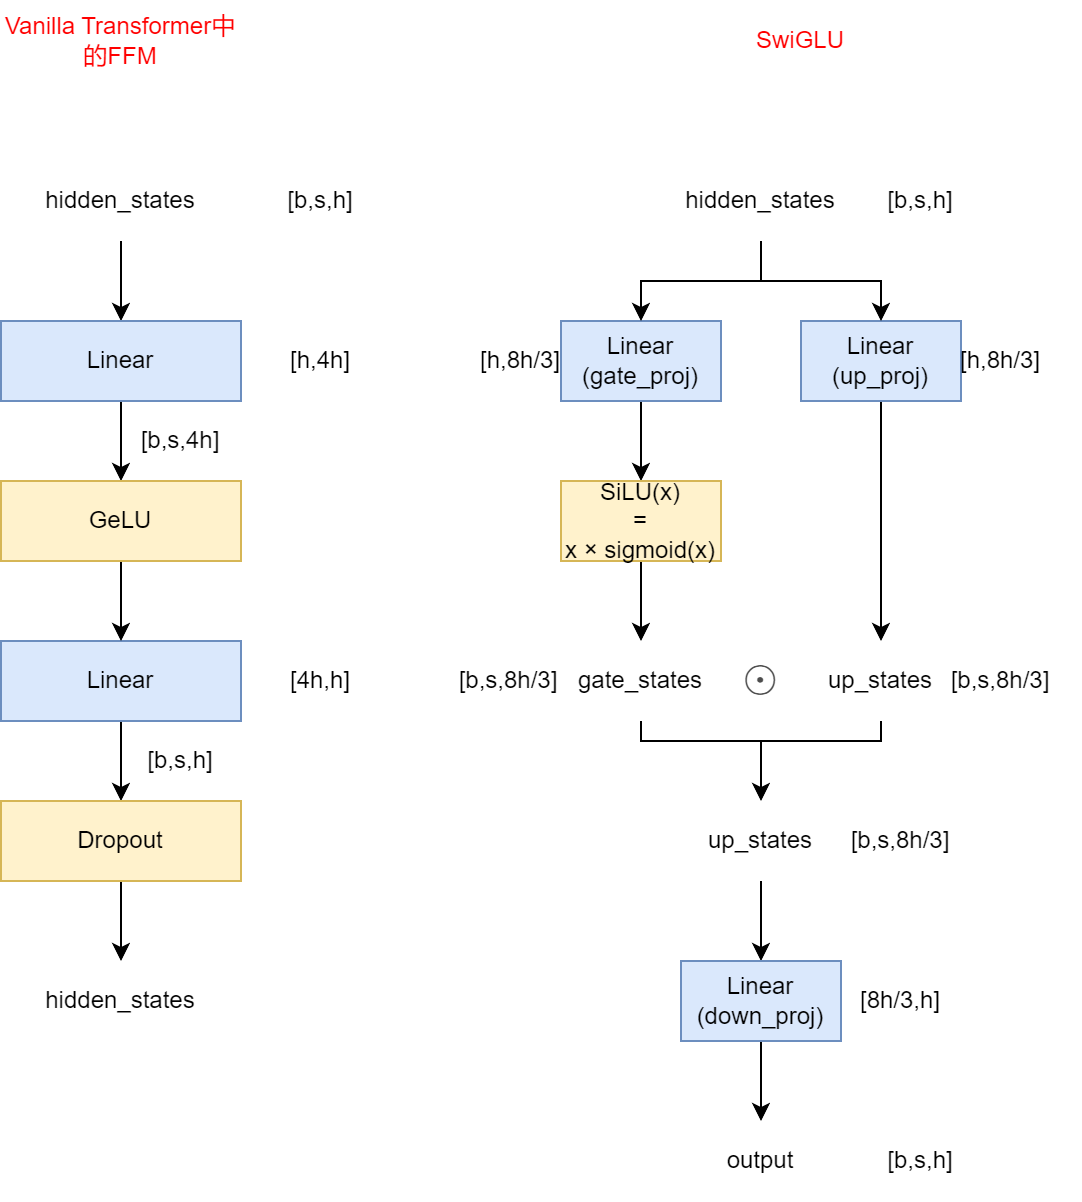 Vanilla Transformer中
的FFM
hidden_states [b,s,h]
Linear [h,4h]
[b,s,4h]
GeLU
Linear [4h,h]
[b,s,h]
Dropout
hidden_states
SwiGLU
hidden_states [b,s,h]
[h,8h/3] Linear
(gate_proj)
Linear
(up_proj) [h,8h/3]
SiLU(x)
=
x × sigmoid(x)
[b,s,8h/3] gate_states ⊙ up_states [b,s,8h/3]
up_states [b,s,8h/3]
Linear
(down_proj) [8h/3,h]
output [b,s,h]